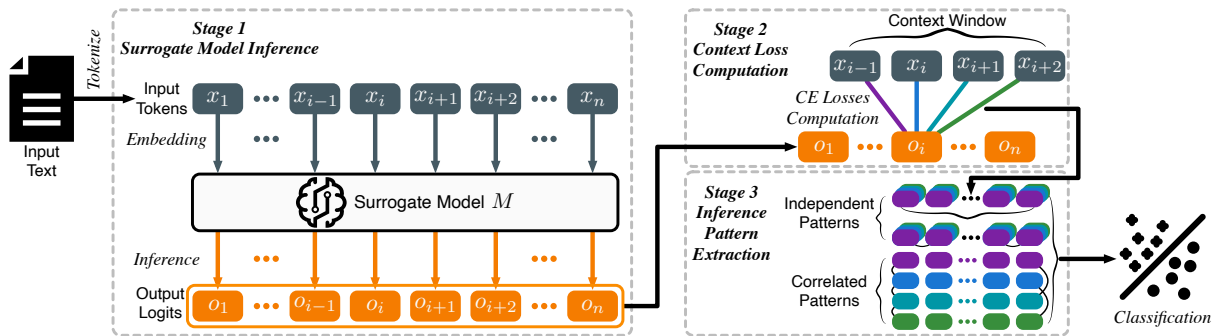 Input
Text
Tokenize
Stage 1
Surrogate Model Inference
Input
Tokens
x₁ ••• xᵢ₋₁ xᵢ xᵢ₊₁ xᵢ₊₂ ••• xₙ
Embedding
Surrogate Model M
Inference
Output
Logits
o₁ ••• oᵢ₋₁ oᵢ oᵢ₊₁ oᵢ₊₂ ••• oₙ
Stage 2
Context Loss
Computation
Context Window
xᵢ₋₁ xᵢ xᵢ₊₁ xᵢ₊₂
CE Losses
Computation
o₁ ••• oᵢ ••• oₙ
Stage 3
Inference
Pattern
Extraction
Independent
Patterns
Correlated
Patterns
Classification